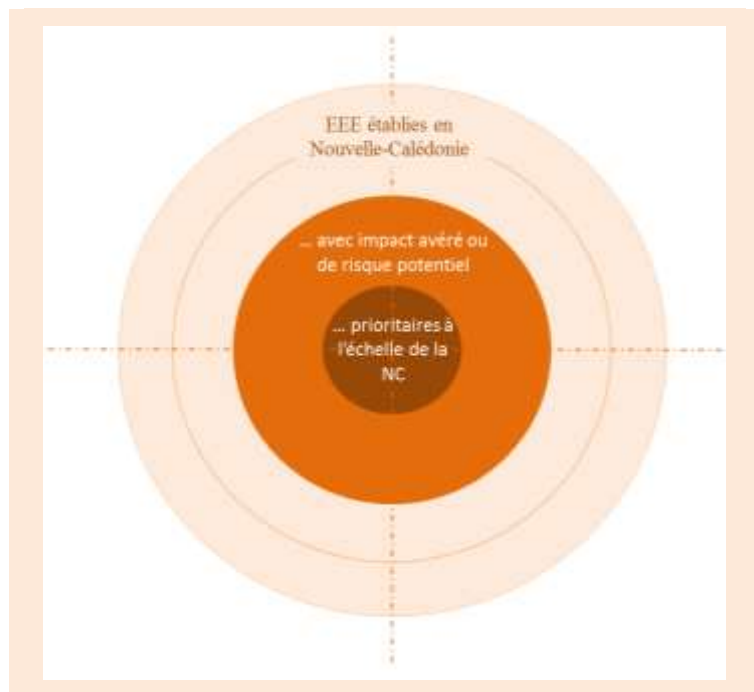 EEE établies en
Nouvelle-Calédonie
... avec impact avéré ou
de risque potentiel
... prioritaires à
l'échelle de la
NC